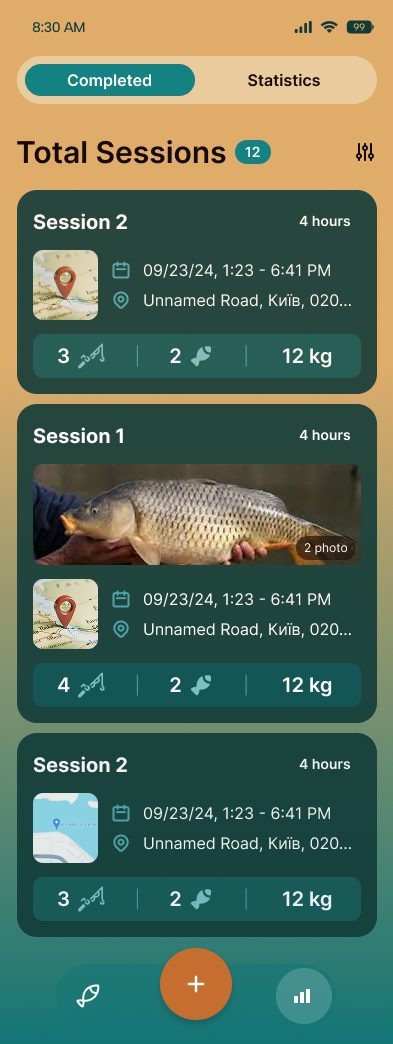 8:30 AM 99
Completed Statistics
Total Sessions 12
Session 2 4 hours
09/23/24, 1:23 - 6:41 PM
Unnamed Road, Київ, 020...
3 2 12 kg
Session 1 4 hours
2 photo
09/23/24, 1:23 - 6:41 PM
Unnamed Road, Київ, 020...
4 2 12 kg
Session 2 4 hours
09/23/24, 1:23 - 6:41 PM
Unnamed Road, Київ, 020...
3 2 12 kg